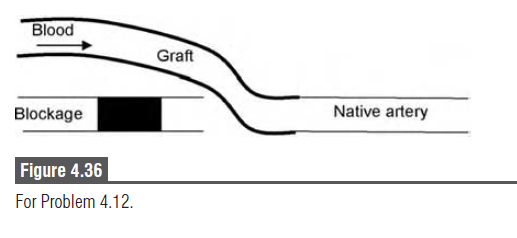 Blood
Graft
Blockage
Native artery
Figure 4.36
For Problem 4.12.